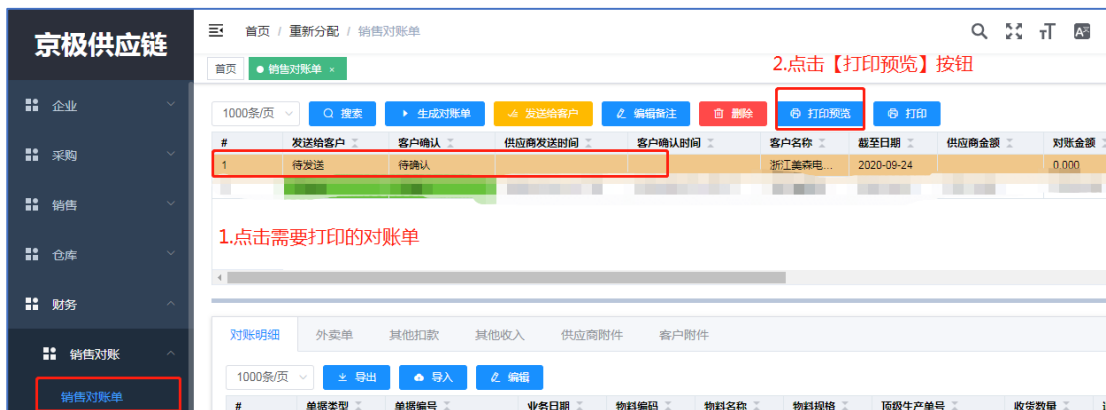 京极供应链
首页 / 重新分配 / 销售对账单
首页 ● 销售对账单 ×
2.点击【打印预览】按钮
企业
1000条/页 搜索 生成对账单 发送给客户 编辑备注 删除 打印预览 打印
# 发送给客户 客户确认 供应商发送时间 客户确认时间 客户名称 截至日期 供应商金额 对账金额
采购
1 待发送 待确认 浙江美森电... 2020-09-24 0.000
销售
1.点击需要打印的对账单
仓库
财务
对账明细 外卖单 其他扣款 其他收入 供应商附件 客户附件
销售对账
1000条/页 导出 导入 编辑
销售对账单
# 单据类型 单据编号 业务日期 物料编码 物料名称 物料规格 顶级生产单号 收货数量